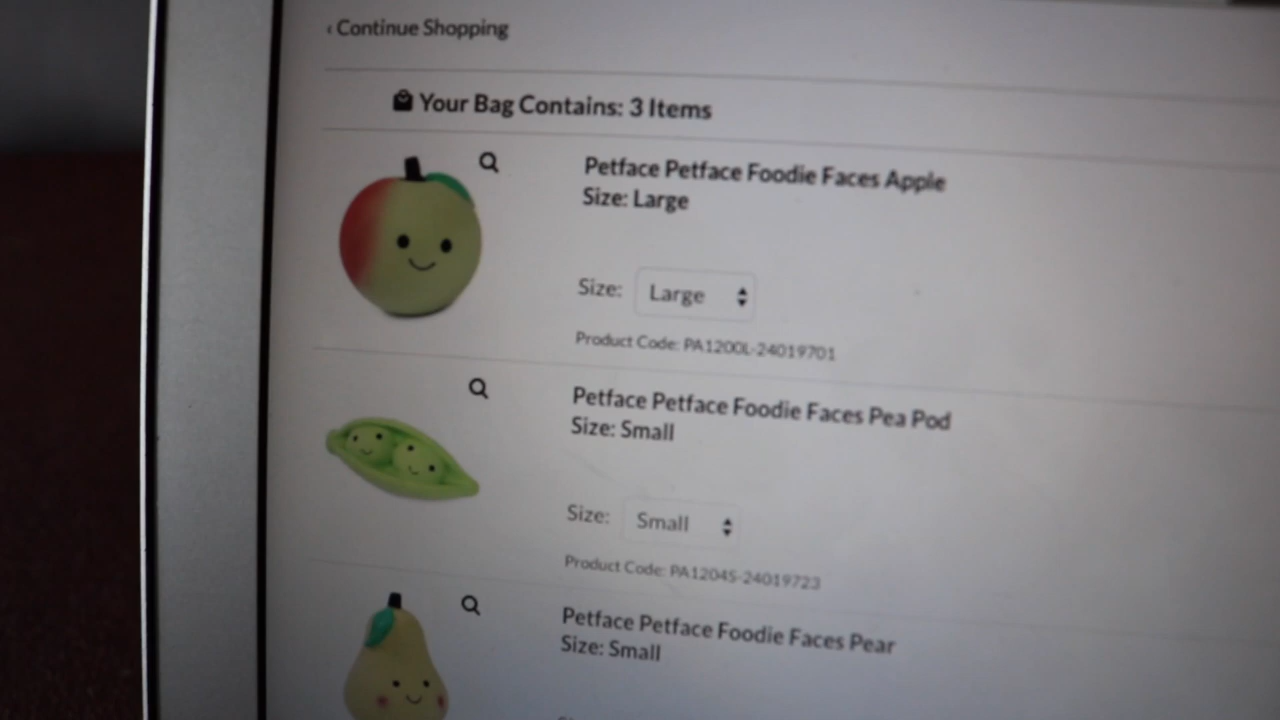 ‹ Continue Shopping
Your Bag Contains: 3 Items
Petface Petface Foodie Faces Apple
Size: Large
Size: Large
Product Code: PA1200L-24019701
Petface Petface Foodie Faces Pea Pod
Size: Small
Size: Small
Product Code: PA1204S-24019723
Petface Petface Foodie Faces Pear
Size: Small